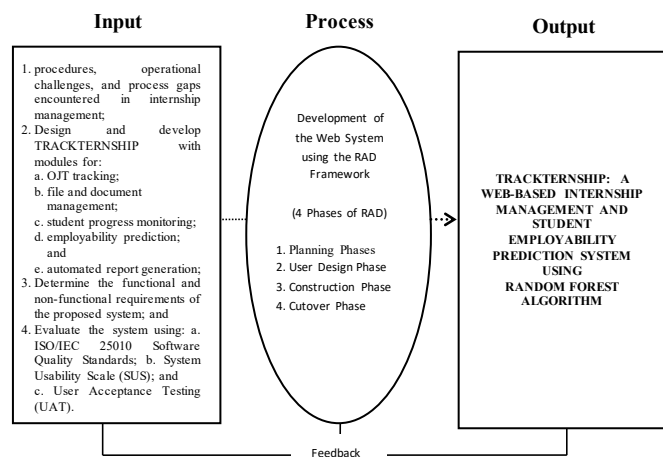 Input
1. procedures, operational
challenges, and process gaps
encountered in internship
management;
2. Design and develop
TRACKTERNSHIP with
modules for:
a. OJT tracking;
b. file and document
management;
c. student progress monitoring;
d. employability prediction;
and
e. automated report generation;
3. Determine the functional and
non-functional requirements of
the proposed system; and
4. Evaluate the system using: a.
ISO/IEC 25010 Software
Quality Standards; b. System
Usability Scale (SUS); and
c. User Acceptance Testing
(UAT).
Process
Development of
the Web System
using the RAD
Framework
(4 Phases of RAD)
1. Planning Phases
2. User Design Phase
3. Construction Phase
4. Cutover Phase
Output
TRACKTERNSHIP: A
WEB-BASED INTERNSHIP
MANAGEMENT AND
STUDENT
EMPLOYABILITY
PREDICTION SYSTEM
USING
RANDOM FOREST
ALGORITHM
Feedback